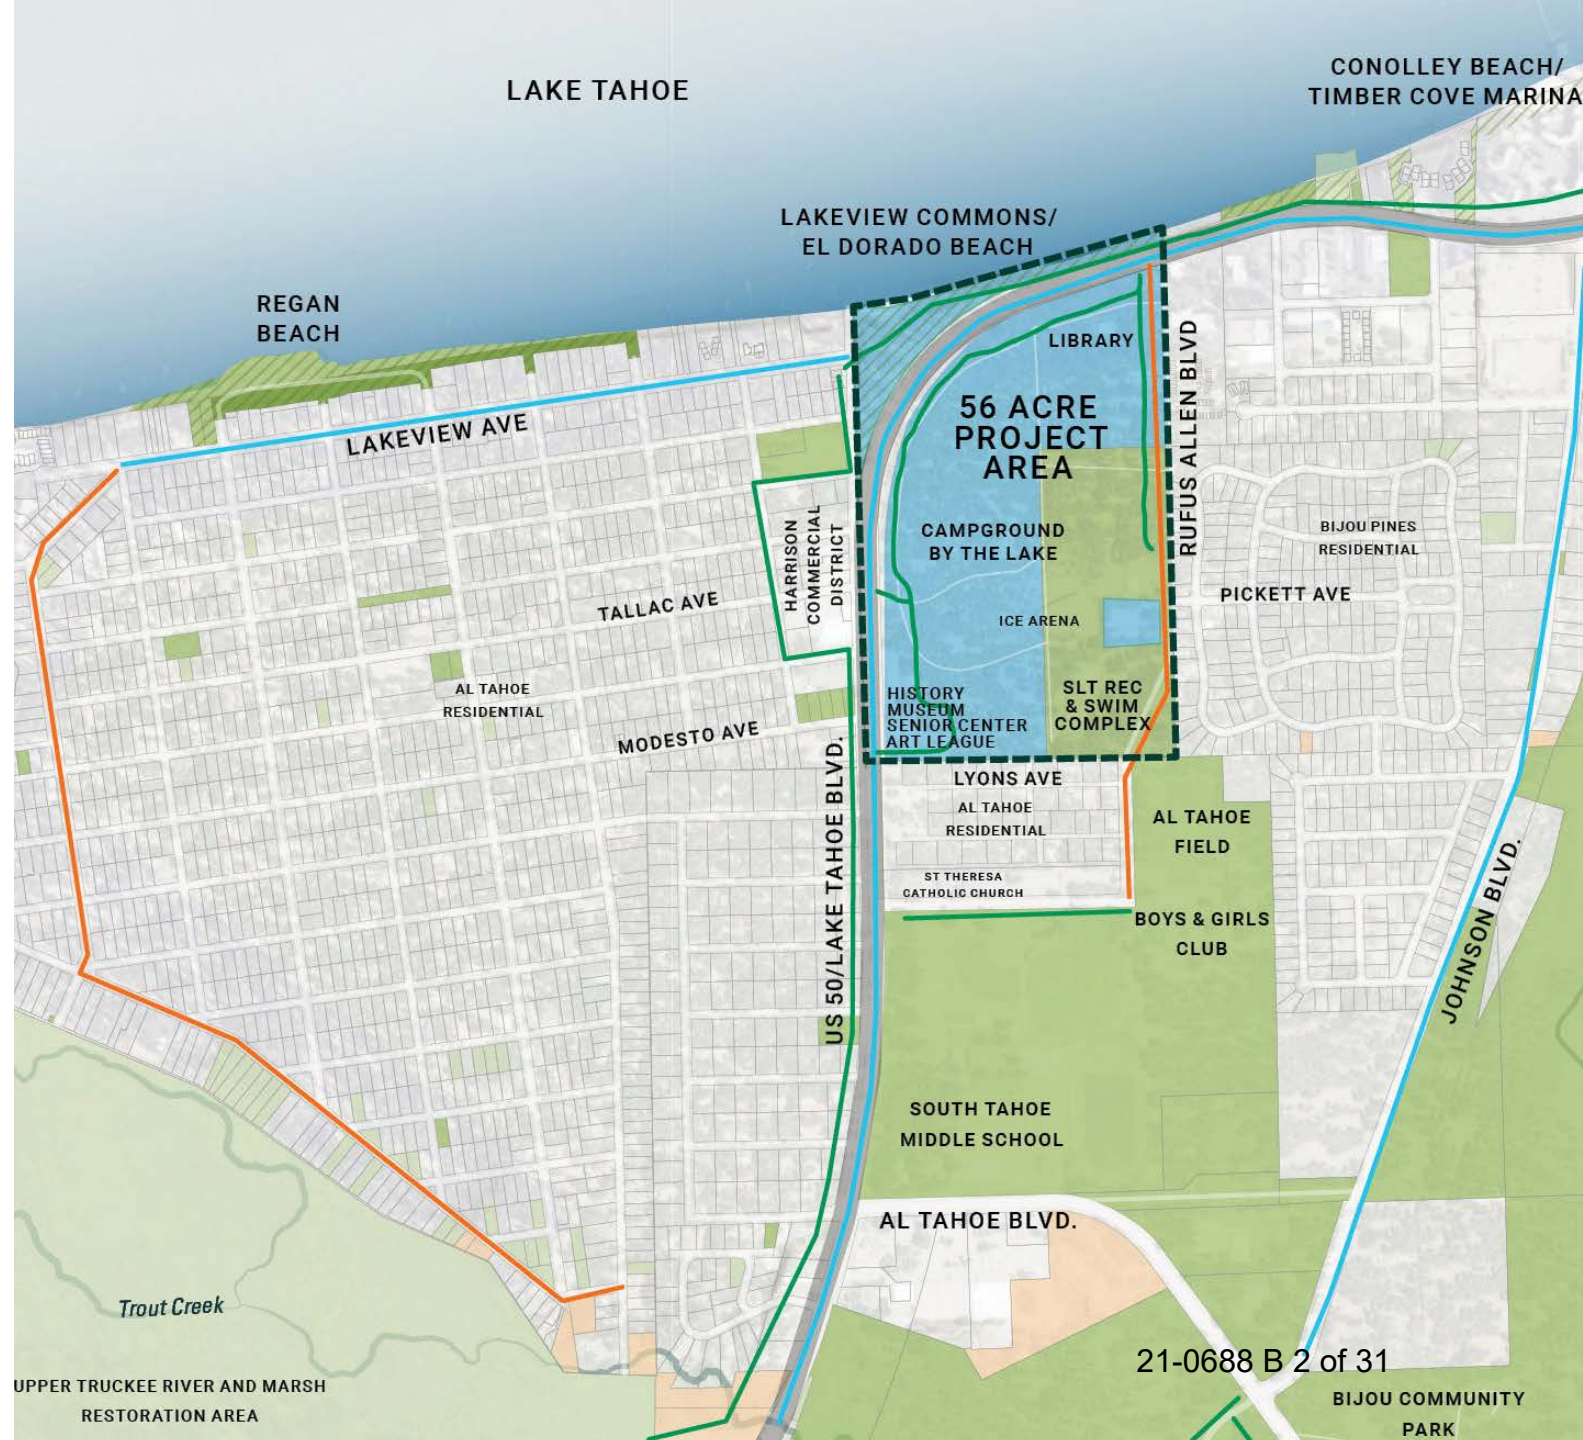 LAKE TAHOE
CONOLLEY BEACH/
TIMBER COVE MARINA
LAKEVIEW COMMONS/
EL DORADO BEACH
REGAN
BEACH
LIBRARY
RUFUS ALLEN BLVD
56 ACRE
PROJECT
AREA
LAKEVIEW AVE
HARRISON
COMMERCIAL
DISTRICT
CAMPGROUND
BY THE LAKE
BIJOU PINES
RESIDENTIAL
TALLAC AVE
PICKETT AVE
ICE ARENA
AL TAHOE
RESIDENTIAL
HISTORY
MUSEUM
SENIOR CENTER
ART LEAGUE
SLT REC
& SWIM
COMPLEX
MODESTO AVE
US 50/LAKE TAHOE BLVD.
LYONS AVE
AL TAHOE
RESIDENTIAL
AL TAHOE
FIELD
ST THERESA
CATHOLIC CHURCH
BOYS & GIRLS
CLUB
JOHNSON BLVD.
SOUTH TAHOE
MIDDLE SCHOOL
AL TAHOE BLVD.
Trout Creek
21-0688 B 2 of 31
UPPER TRUCKEE RIVER AND MARSH
RESTORATION AREA
BIJOU COMMUNITY
PARK